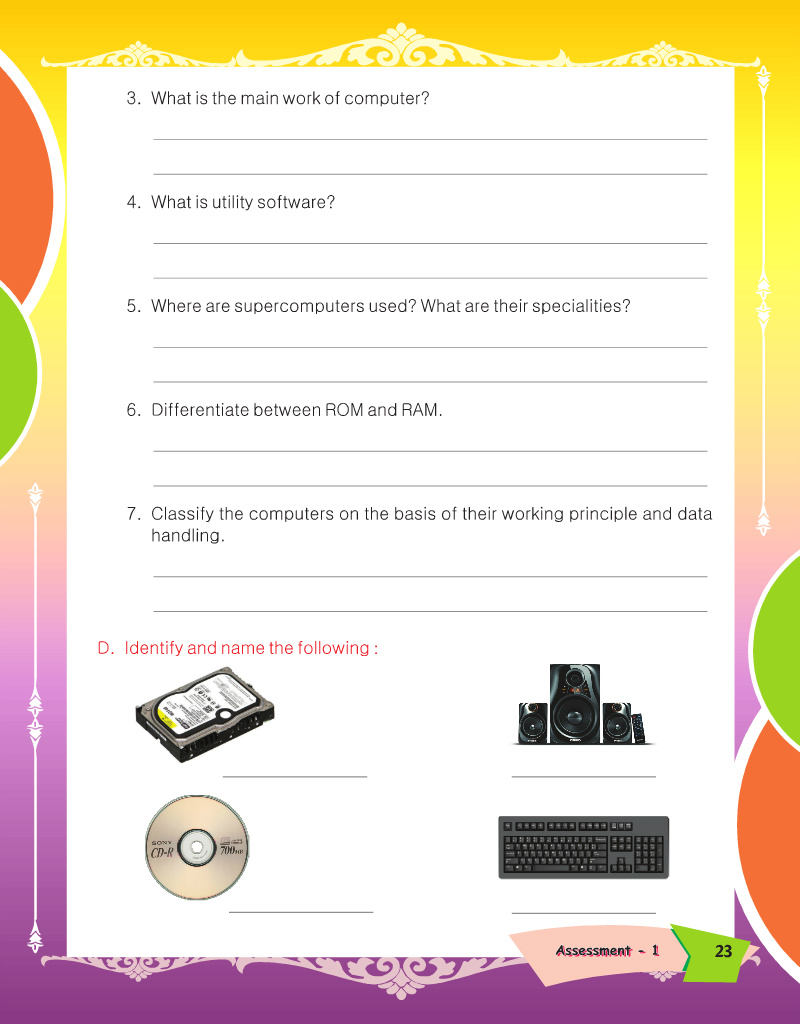 3. What is the main work of computer?
4. What is utility software?
5. Where are supercomputers used? What are their specialities?
6. Differentiate between ROM and RAM.
7. Classify the computers on the basis of their working principle and data
handling.
D. Identify and name the following :
SONY
CD-R
700MB
Assessment - 1
23